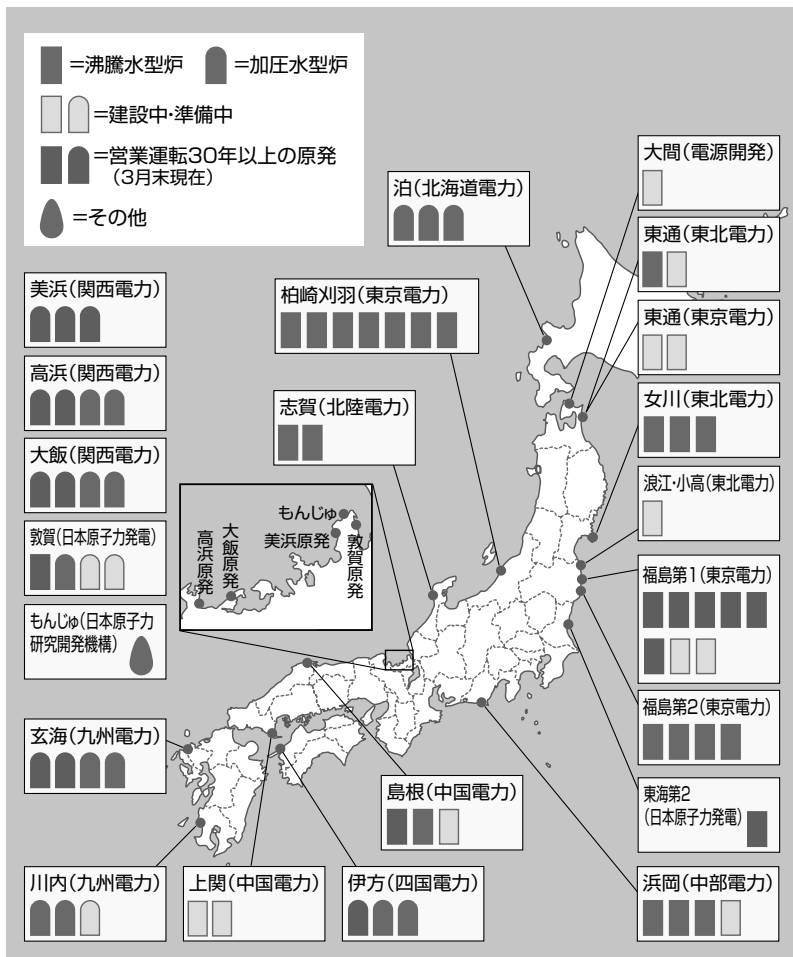 =沸騰水型炉 =加圧水型炉
=建設中・準備中
=営業運転30年以上の原発
(3月末現在)
=その他
泊(北海道電力)
大間(電源開発)
東通(東北電力)
東通(東京電力)
女川(東北電力)
浪江・小高(東北電力)
福島第1(東京電力)
福島第2(東京電力)
東海第2
(日本原子力発電)
浜岡(中部電力)
柏崎刈羽(東京電力)
志賀(北陸電力)
美浜(関西電力)
高浜(関西電力)
大飯(関西電力)
敦賀(日本原子力発電)
もんじゅ(日本原子力
研究開発機構)
もんじゅ
美浜原発
敦賀原発
大飯原発
高浜原発
玄海(九州電力)
島根(中国電力)
川内(九州電力)
上関(中国電力)
伊方(四国電力)